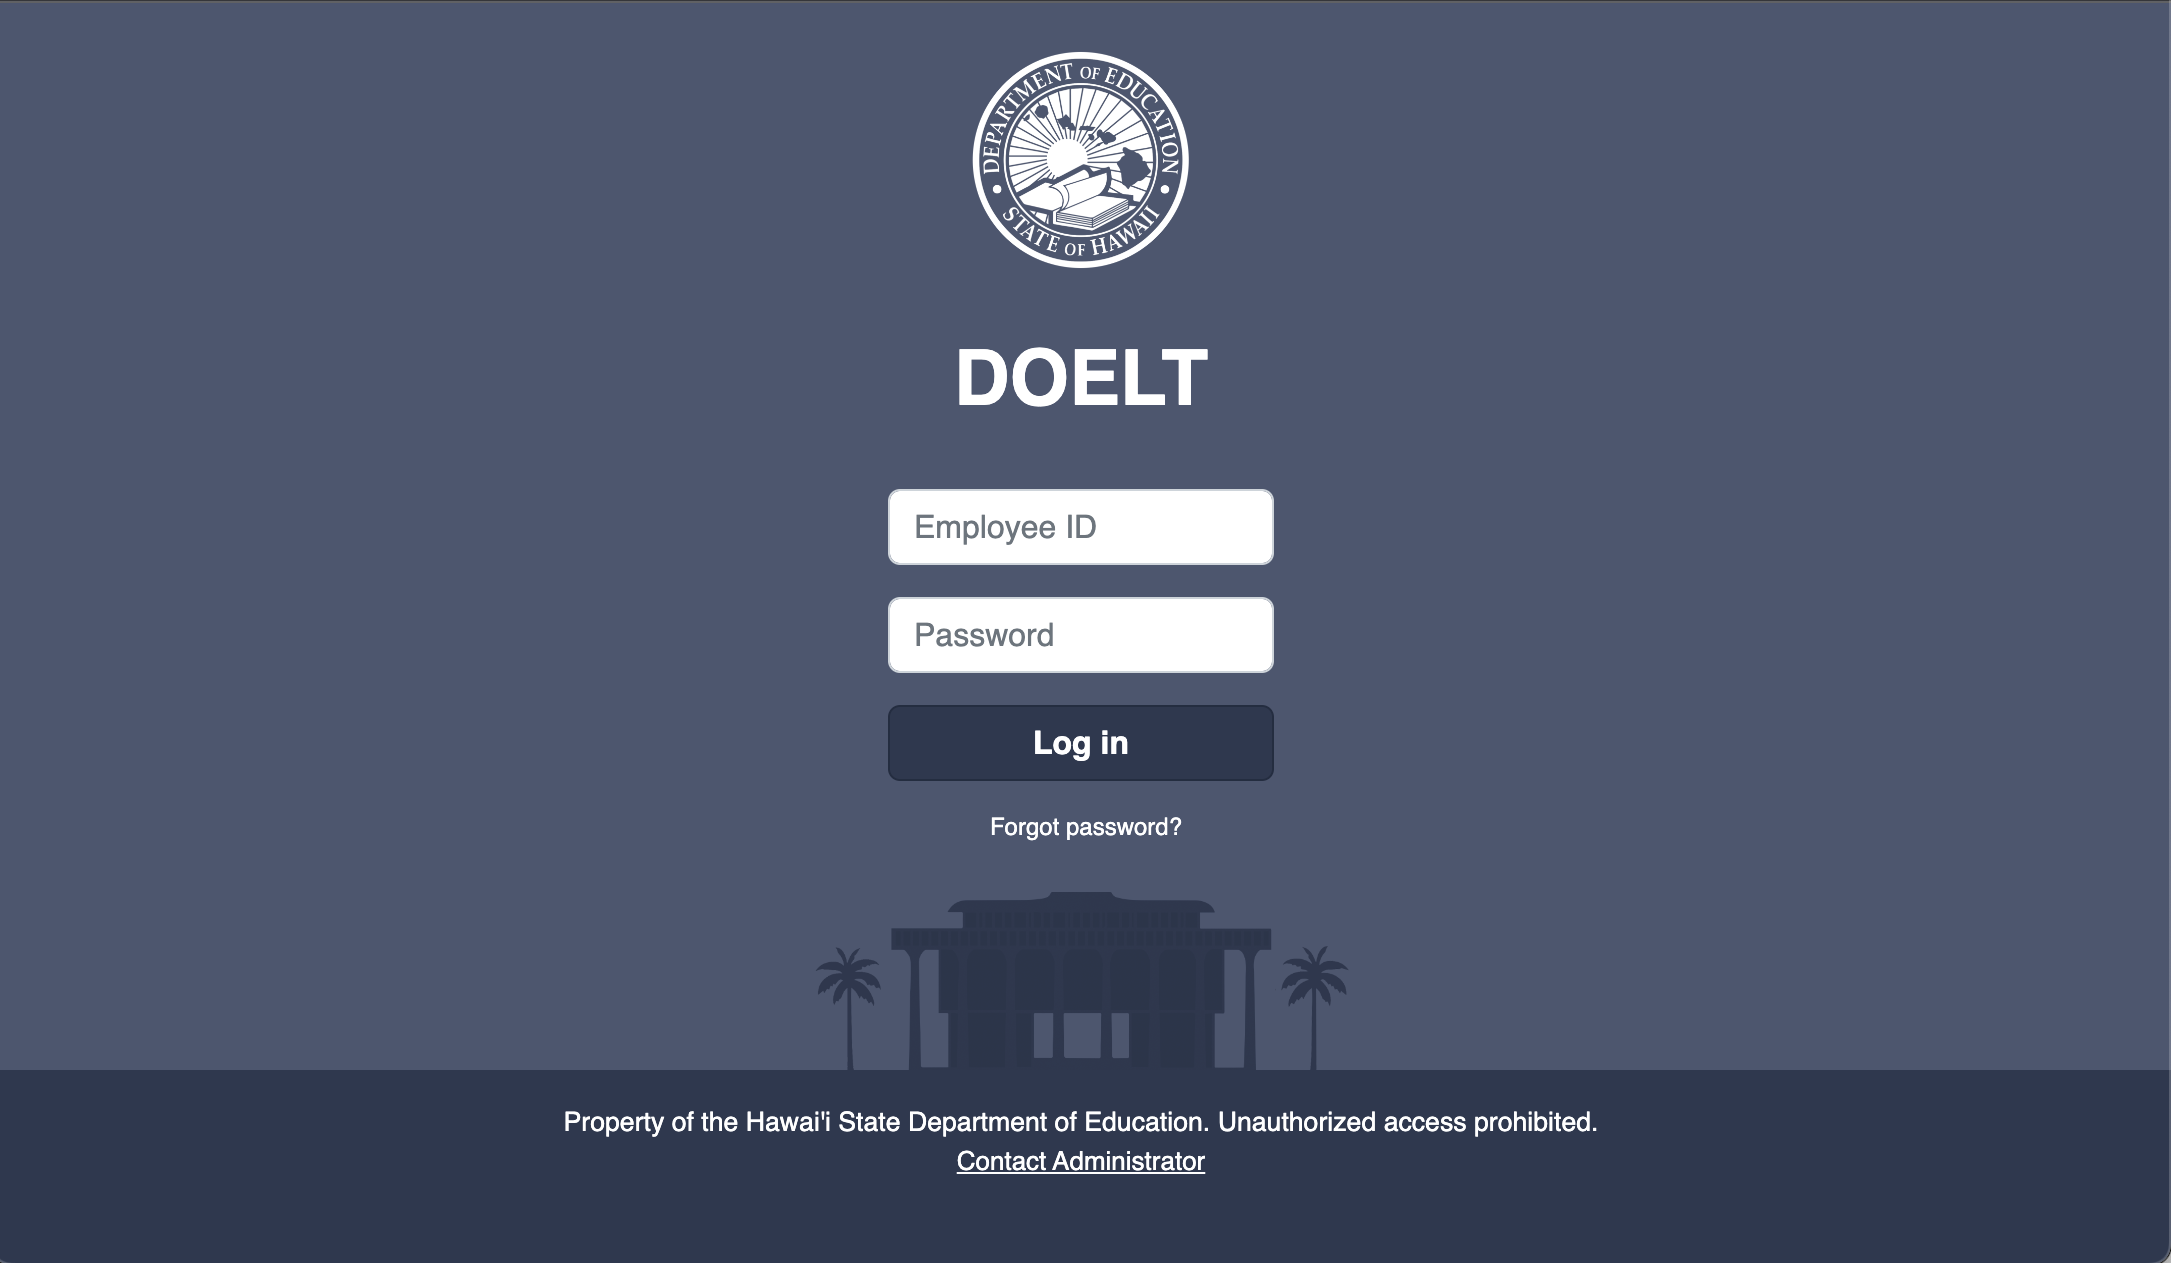 DEPARTMENT OF EDUCATION
STATE OF HAWAII
DOELT
Employee ID
Password
Log in
Forgot password?
Property of the Hawai'i State Department of Education. Unauthorized access prohibited.
Contact Administrator